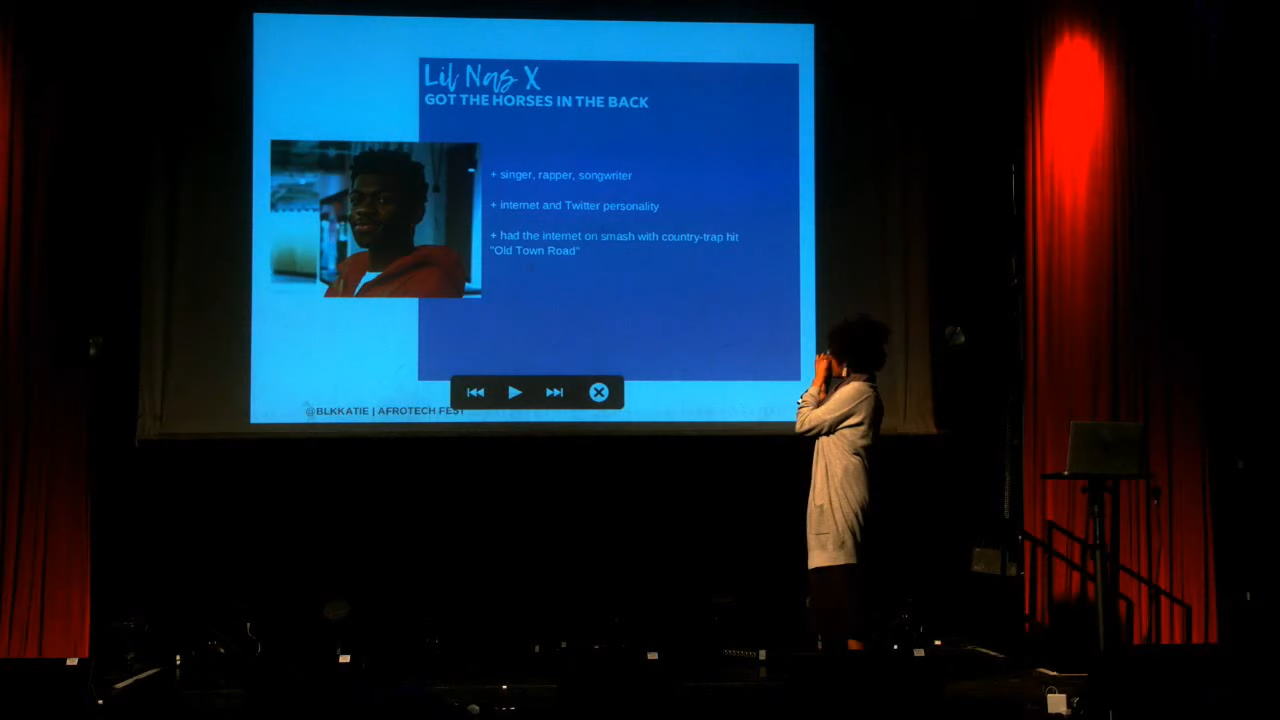 Lil Nas X
GOT THE HORSES IN THE BACK
+ singer, rapper, songwriter
+ internet and Twitter personality
+ had the internet on smash with country-trap hit
"Old Town Road"
@BLKKATIE | AFROTECH FEST